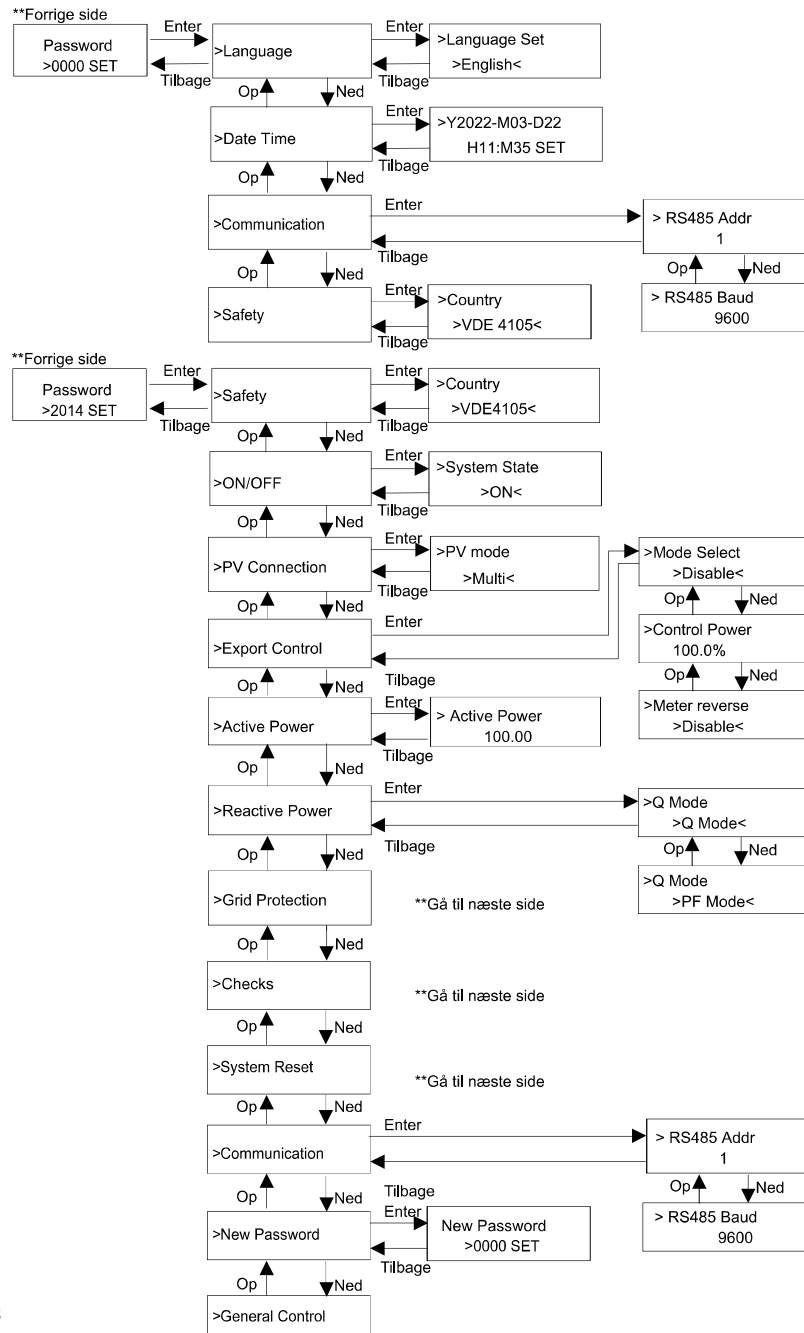 **Forrige side
Password
>0000 SET
Enter
Tilbage
>Language
Enter
Tilbage
>Language Set
>English<
Op
Ned
>Date Time
Enter
Tilbage
>Y2022-M03-D22
H11:M35 SET
Op
Ned
>Communication
Enter
Tilbage
> RS485 Addr
1
Op
Ned
> RS485 Baud
9600
Op
Ned
>Safety
Enter
Tilbage
>Country
>VDE 4105<
**Forrige side
Password
>2014 SET
Enter
Tilbage
>Safety
Enter
Tilbage
>Country
>VDE4105<
Op
Ned
>ON/OFF
Enter
Tilbage
>System State
>ON<
Op
Ned
>PV Connection
Enter
Tilbage
>PV mode
>Multi<
Op
Ned
>Export Control
Enter
Tilbage
>Mode Select
>Disable<
Op
Ned
>Control Power
100.0%
Op
Ned
>Meter reverse
>Disable<
Op
Ned
>Active Power
Enter
Tilbage
> Active Power
100.00
Op
Ned
>Reactive Power
Enter
Tilbage
>Q Mode
>Q Mode<
Op
Ned
>Q Mode
>PF Mode<
Op
Ned
>Grid Protection
**Gå til næste side
Op
Ned
>Checks
**Gå til næste side
Op
Ned
>System Reset
**Gå til næste side
Op
Ned
>Communication
Enter
Tilbage
> RS485 Addr
1
Op
Ned
> RS485 Baud
9600
Op
Ned
>New Password
Enter
Tilbage
New Password
>0000 SET
Op
Ned
>General Control